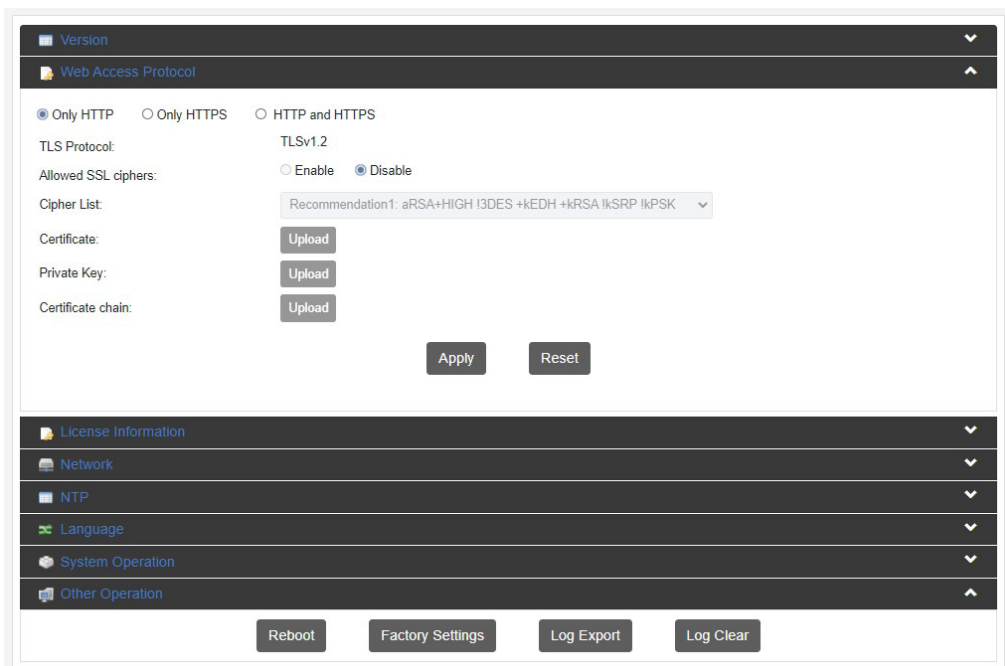 Version
Web Access Protocol
Only HTTP Only HTTPS HTTP and HTTPS
TLS Protocol: TLSv1.2
Allowed SSL ciphers: Enable Disable
Cipher List: Recommendation1: aRSA+HIGH !3DES +kEDH +kRSA !kSRP !kPSK
Certificate: Upload
Private Key: Upload
Certificate chain: Upload
Apply Reset
License Information
Network
NTP
Language
System Operation
Other Operation
Reboot Factory Settings Log Export Log Clear